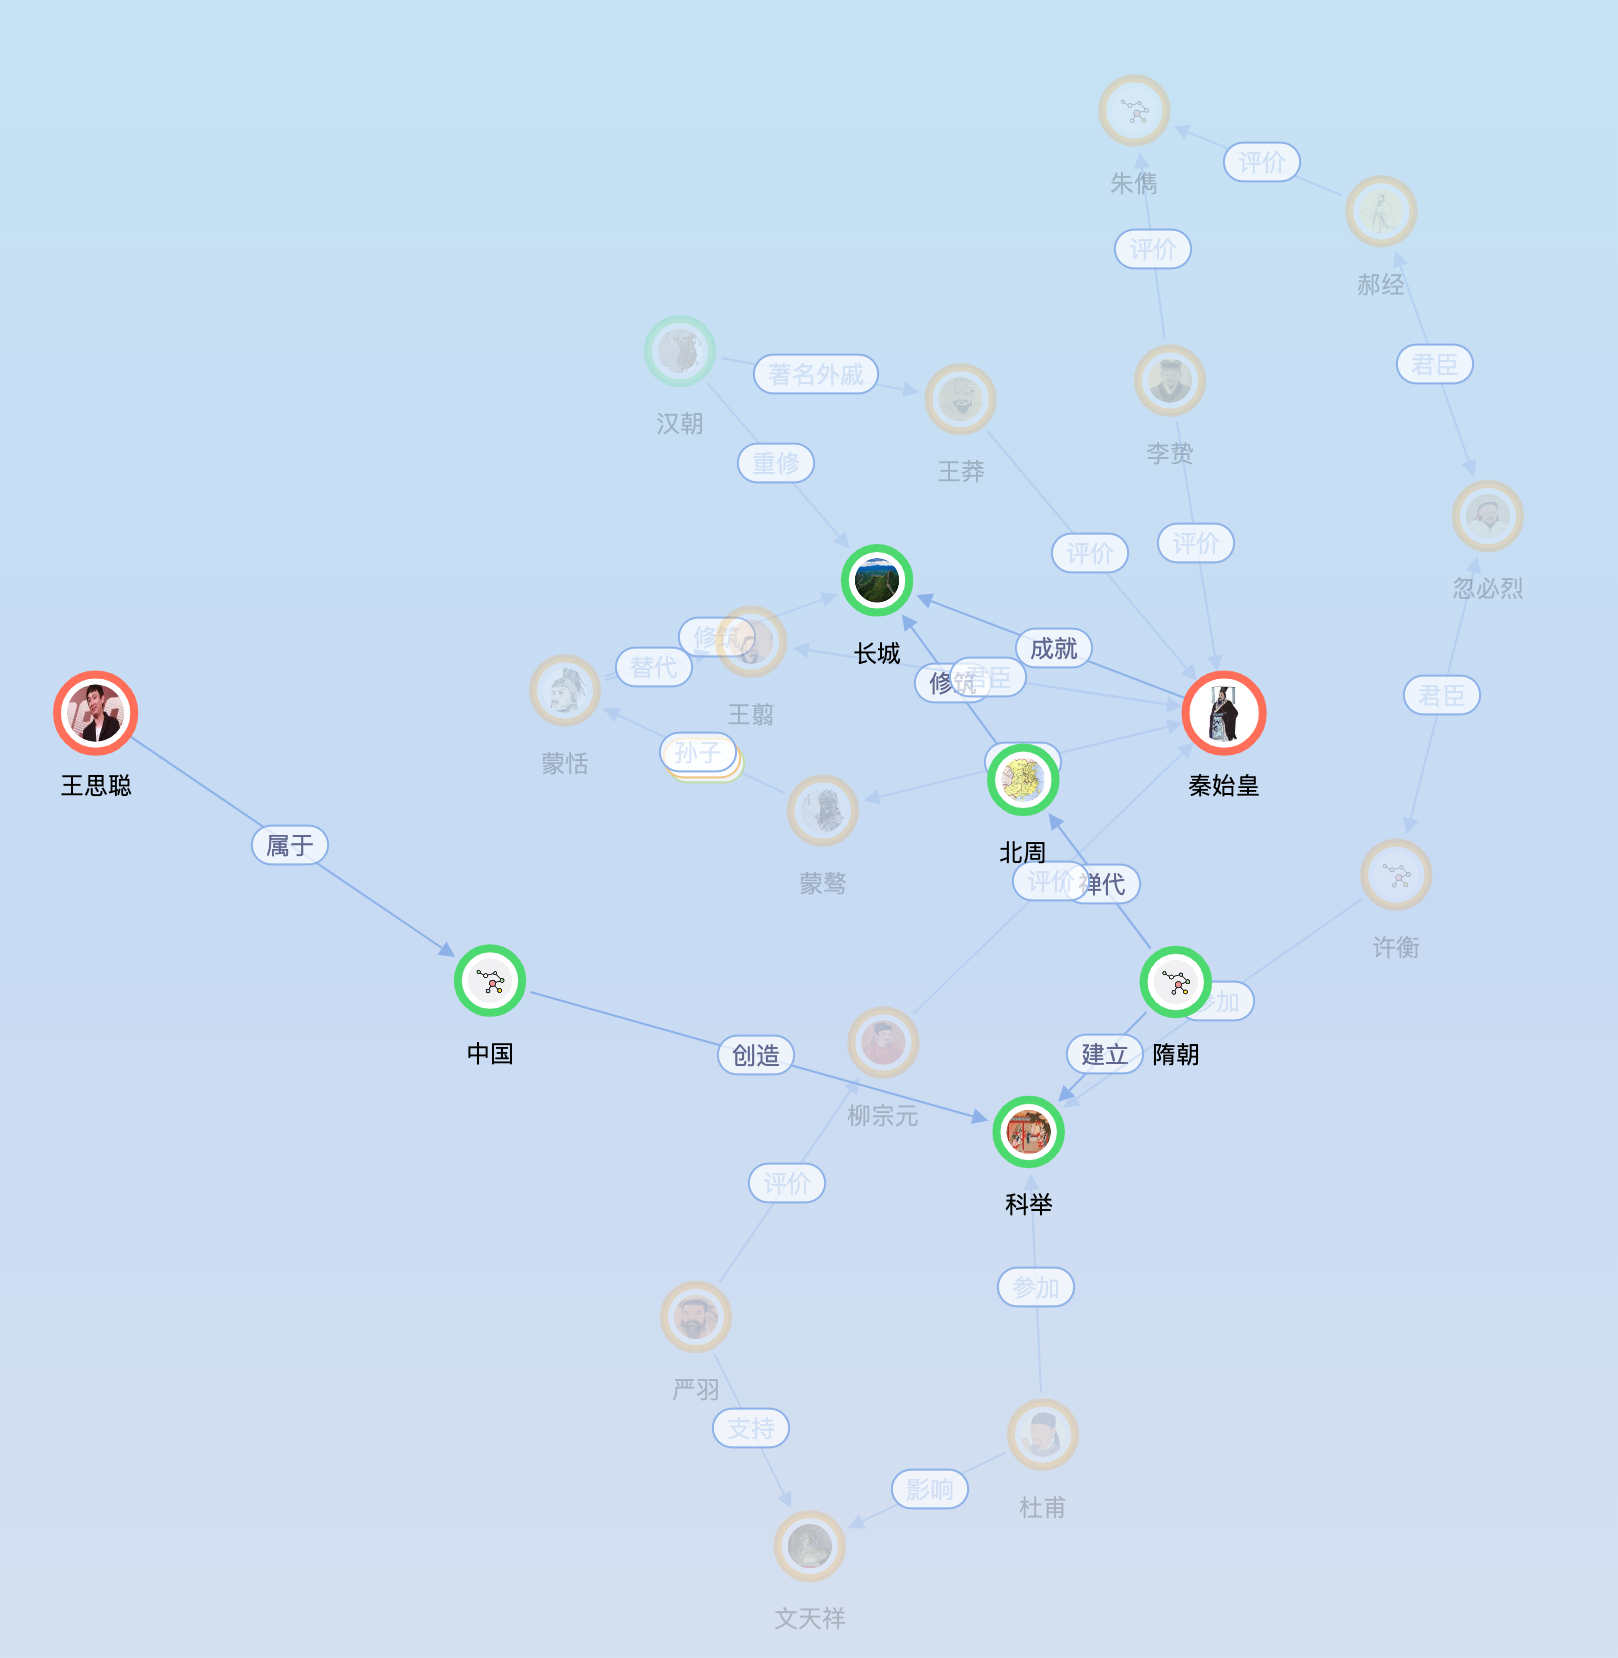 评价
朱儁
郝经
评价
君臣
著名外戚
汉朝
李贽
重修
王莽
评价
评价
忽必烈
修筑
成就
长城
替代
修筑
君臣
君臣
王翦
孙子
蒙恬
王思聪
秦始皇
属于
北周
评价
禅代
蒙骜
许衡
参加
中国
创造
建立
隋朝
柳宗元
评价
科举
参加
严羽
支持
影响
杜甫
文天祥